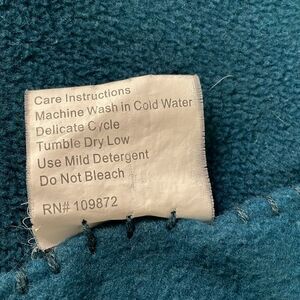 Care Instructions
Machine Wash in Cold Water
Delicate Cycle
Tumble Dry Low
Use Mild Detergent
Do Not Bleach
RN# 109872